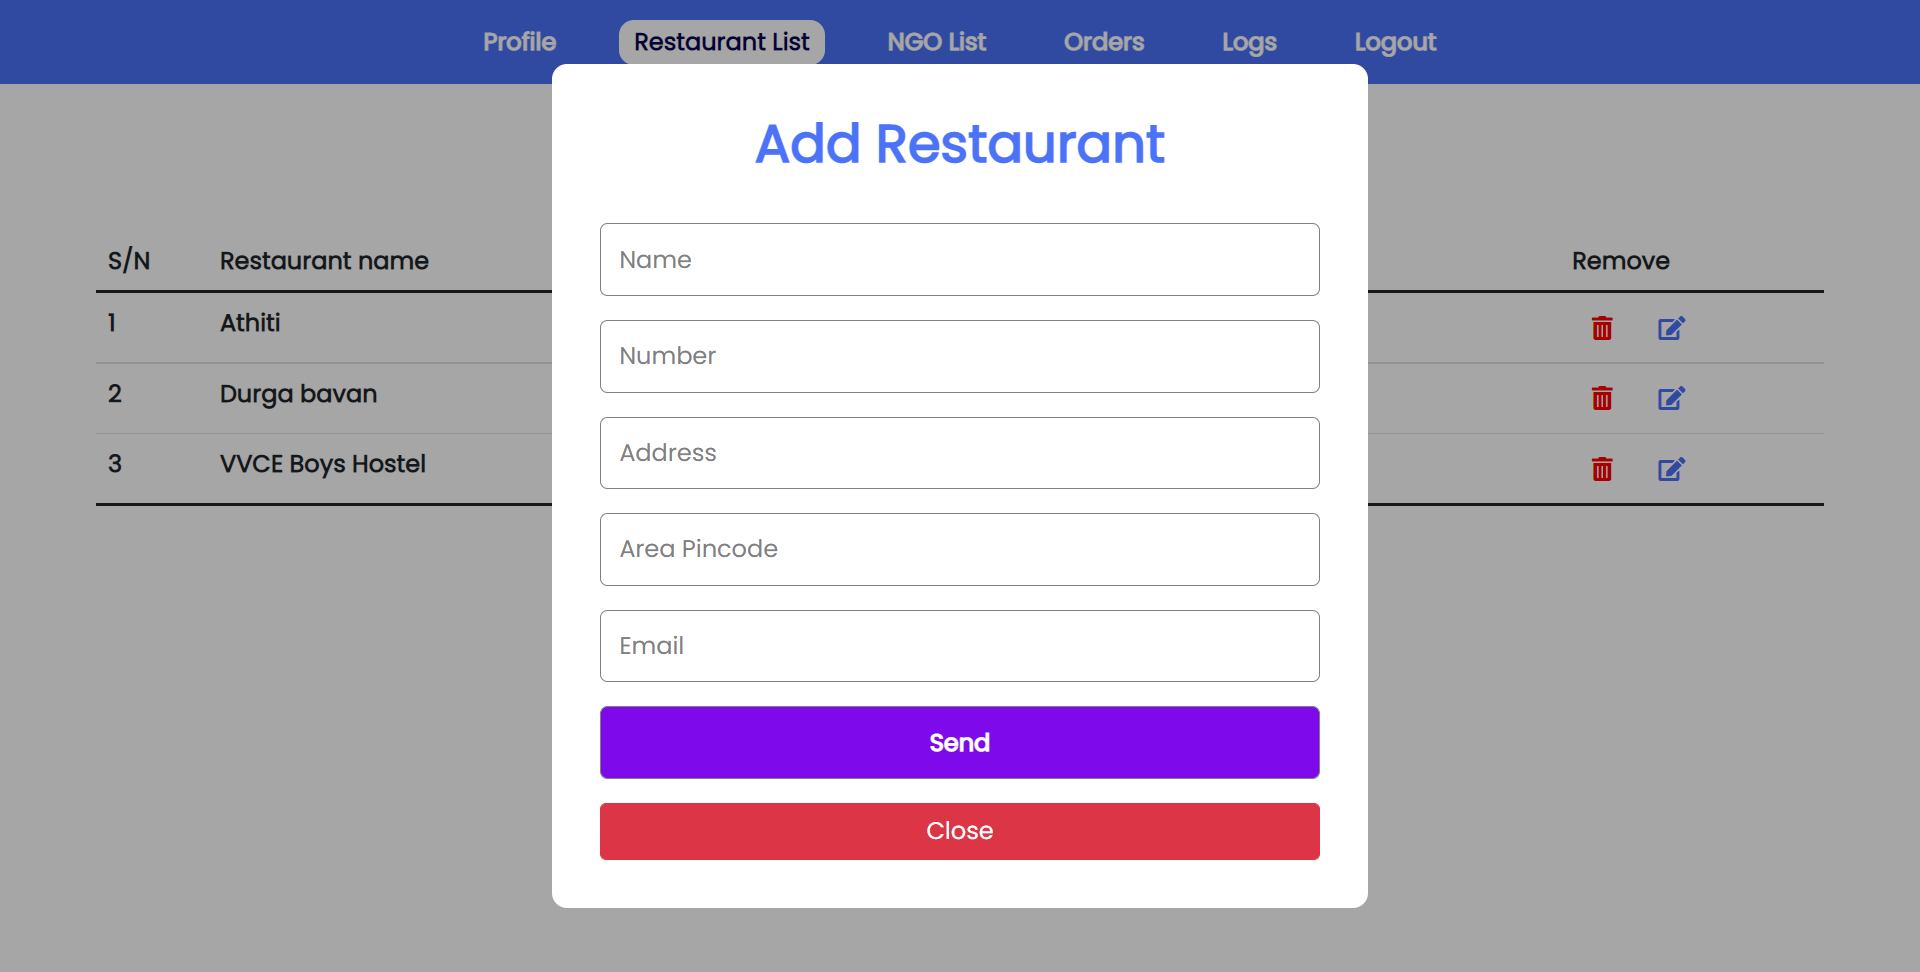 Profile Restaurant List NGO List Orders Logs Logout
Add Restaurant
Name
Number
Address
Area Pincode
Email
Send
Close
S/N Restaurant name Remove
1 Athiti
2 Durga bavan
3 VVCE Boys Hostel